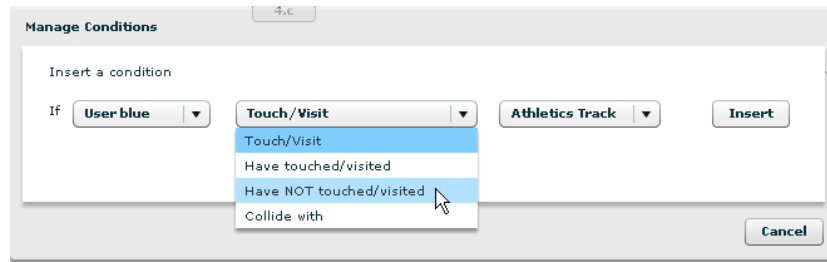 4.c
Manage Conditions
Insert a condition
If User blue Touch/Visit Athletics Track Insert
Touch/Visit
Have touched/visited
Have NOT touched/visited
Collide with
Cancel